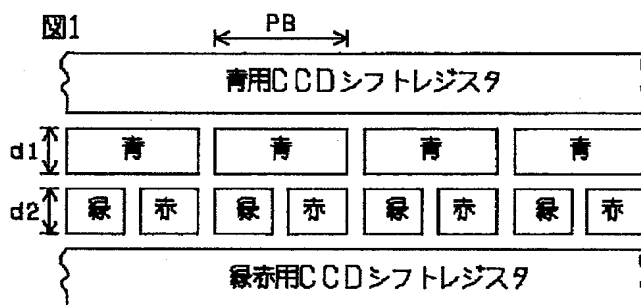 図1
PB
青用CCDシフトレジスタ
d1 青 青 青 青
d2 緑 赤 緑 赤 緑 赤 緑 赤
緑赤用CCDシフトレジスタ